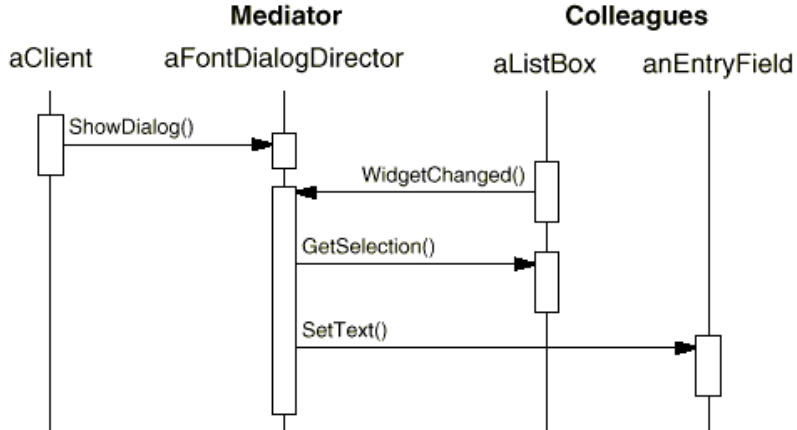 Mediator
Colleagues
aClient
aFontDialogDirector
aListBox
anEntryField
ShowDialog()
WidgetChanged()
GetSelection()
SetText()